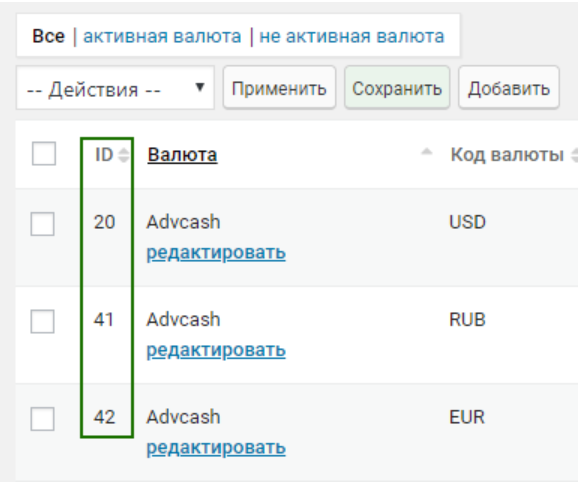 Все | активная валюта | не активная валюта
-- Действия -- Применить Сохранить Добавить
ID Валюта Код валюты
20 Advcash USD
редактировать
41 Advcash RUB
редактировать
42 Advcash EUR
редактировать